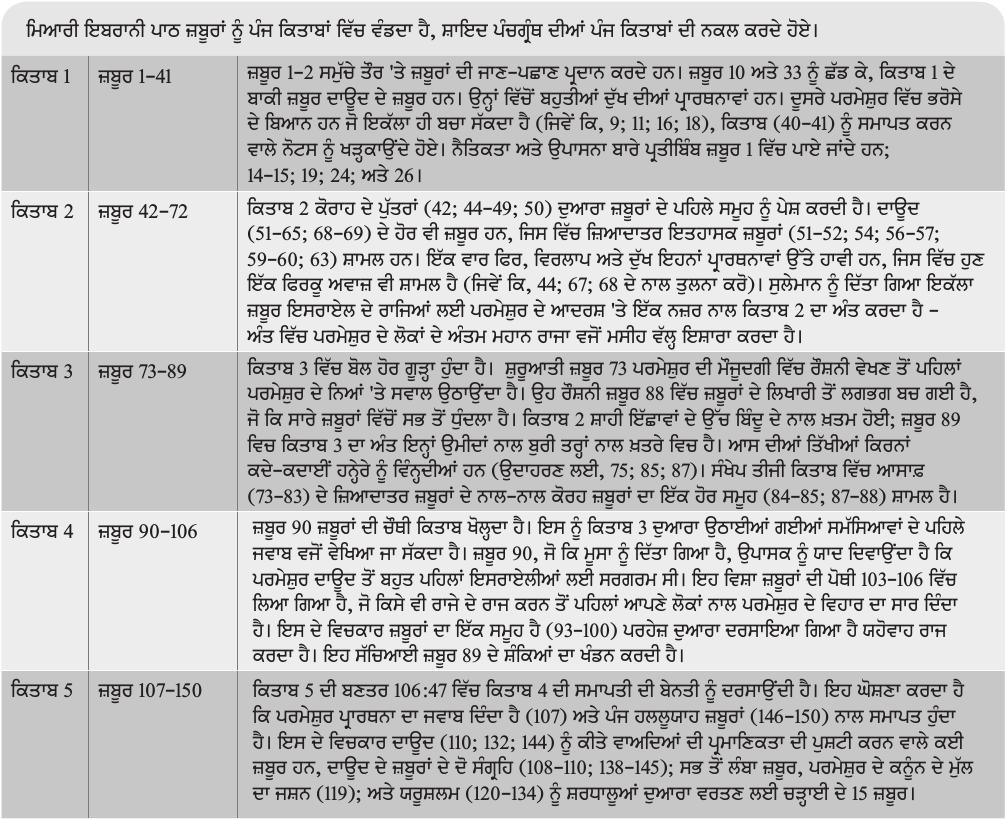 ਮਿਆਰੀ ਇਬਰਾਨੀ ਪਾਠ ਜ਼ਬੂਰਾਂ ਨੂੰ ਪੰਜ ਕਿਤਾਬਾਂ ਵਿੱਚ ਵੰਡਦਾ ਹੈ, ਸ਼ਾਇਦ ਪੰਚਗ੍ਰੰਥ ਦੀਆਂ ਪੰਜ ਕਿਤਾਬਾਂ ਦੀ ਨਕਲ ਕਰਦੇ ਹੋਏ।
ਕਿਤਾਬ 1 ਜ਼ਬੂਰ 1–41 ਜ਼ਬੂਰ 1–2 ਸਮੁੱਚੇ ਤੌਰ 'ਤੇ ਜ਼ਬੂਰਾਂ ਦੀ ਜਾਣ-ਪਛਾਣ ਪ੍ਰਦਾਨ ਕਰਦੇ ਹਨ। ਜ਼ਬੂਰ 10 ਅਤੇ 33 ਨੂੰ ਛੱਡ ਕੇ, ਕਿਤਾਬ 1 ਦੇ
ਬਾਕੀ ਜ਼ਬੂਰ ਦਾਊਦ ਦੇ ਜ਼ਬੂਰ ਹਨ। ਉਨ੍ਹਾਂ ਵਿੱਚੋਂ ਬਹੁਤੀਆਂ ਦੁੱਖ ਦੀਆਂ ਪ੍ਰਾਰਥਨਾਵਾਂ ਹਨ। ਦੂਸਰੇ ਪਰਮੇਸ਼ੁਰ ਵਿੱਚ ਭਰੋਸੇ
ਦੇ ਬਿਆਨ ਹਨ ਜੋ ਇਕੱਲਾ ਹੀ ਬਚਾ ਸੱਕਦਾ ਹੈ (ਜਿਵੇਂ ਕਿ, 9; 11; 16; 18), ਕਿਤਾਬ (40–41) ਨੂੰ ਸਮਾਪਤ ਕਰਨ
ਵਾਲੇ ਨੋਟਸ ਨੂੰ ਖੜ੍ਹਕਾਉਂਦੇ ਹੋਏ। ਨੈਤਿਕਤਾ ਅਤੇ ਉਪਾਸਨਾ ਬਾਰੇ ਪ੍ਰਤੀਬਿੰਬ ਜ਼ਬੂਰ 1 ਵਿੱਚ ਪਾਏ ਜਾਂਦੇ ਹਨ;
14–15; 19; 24; ਅਤੇ 26।
ਕਿਤਾਬ 2 ਜ਼ਬੂਰ 42–72 ਕਿਤਾਬ 2 ਕੋਰਾਹ ਦੇ ਪੁੱਤਰਾਂ (42; 44–49; 50) ਦੁਆਰਾ ਜ਼ਬੂਰਾਂ ਦੇ ਪਹਿਲੇ ਸਮੂਹ ਨੂੰ ਪੇਸ਼ ਕਰਦੀ ਹੈ। ਦਾਊਦ
(51–65; 68–69) ਦੇ ਹੋਰ ਵੀ ਜ਼ਬੂਰ ਹਨ, ਜਿਸ ਵਿੱਚ ਜ਼ਿਆਦਾਤਰ ਇਤਹਾਸਕ ਜ਼ਬੂਰਾਂ (51–52; 54; 56–57;
59–60; 63) ਸ਼ਾਮਲ ਹਨ। ਇੱਕ ਵਾਰ ਫਿਰ, ਵਿਰਲਾਪ ਅਤੇ ਦੁੱਖ ਇਹਨਾਂ ਪ੍ਰਾਰਥਨਾਵਾਂ ਉੱਤੇ ਹਾਵੀ ਹਨ, ਜਿਸ ਵਿੱਚ ਹੁਣ
ਇੱਕ ਫਿਰਕੂ ਅਵਾਜ਼ ਵੀ ਸ਼ਾਮਲ ਹੈ (ਜਿਵੇਂ ਕਿ, 44; 67; 68 ਦੇ ਨਾਲ ਤੁਲਨਾ ਕਰੋ)। ਸੁਲੇਮਾਨ ਨੂੰ ਦਿੱਤਾ ਗਿਆ ਇਕੱਲਾ
ਜ਼ਬੂਰ ਇਸਰਾਏਲ ਦੇ ਰਾਜਿਆਂ ਲਈ ਪਰਮੇਸ਼ੁਰ ਦੇ ਆਦਰਸ਼ 'ਤੇ ਇੱਕ ਨਜ਼ਰ ਨਾਲ ਕਿਤਾਬ 2 ਦਾ ਅੰਤ ਕਰਦਾ ਹੈ –
ਅੰਤ ਵਿੱਚ ਪਰਮੇਸ਼ੁਰ ਦੇ ਲੋਕਾਂ ਦੇ ਅੰਤਮ ਮਹਾਨ ਰਾਜਾ ਵਜੋਂ ਮਸੀਹ ਵੱਲ੍ਹ ਇਸ਼ਾਰਾ ਕਰਦਾ ਹੈ।
ਕਿਤਾਬ 3 ਜ਼ਬੂਰ 73–89 ਕਿਤਾਬ 3 ਵਿੱਚ ਬੋਲ ਹੋਰ ਗੂੜ੍ਹਾ ਹੁੰਦਾ ਹੈ। ਸ਼ੁਰੂਆਤੀ ਜ਼ਬੂਰ 73 ਪਰਮੇਸ਼ੁਰ ਦੀ ਮੌਜੂਦਗੀ ਵਿੱਚ ਰੌਸ਼ਨੀ ਵੇਖਣ ਤੋਂ ਪਹਿਲਾਂ
ਪਰਮੇਸ਼ੁਰ ਦੇ ਨਿਆਂ 'ਤੇ ਸਵਾਲ ਉਠਾਉਂਦਾ ਹੈ। ਉਹ ਰੌਸ਼ਨੀ ਜ਼ਬੂਰ 88 ਵਿੱਚ ਜ਼ਬੂਰਾਂ ਦੇ ਲਿਖਾਰੀ ਤੋਂ ਲਗਭਗ ਬਚ ਗਈ ਹੈ,
ਜੋ ਕਿ ਸਾਰੇ ਜ਼ਬੂਰਾਂ ਵਿੱਚੋਂ ਸਭ ਤੋਂ ਧੁੰਦਲਾ ਹੈ। ਕਿਤਾਬ 2 ਸ਼ਾਹੀ ਇੱਛਾਵਾਂ ਦੇ ਉੱਚ ਬਿੰਦੂ ਦੇ ਨਾਲ ਖ਼ਤਮ ਹੋਈ; ਜ਼ਬੂਰ 89
ਵਿਚ ਕਿਤਾਬ 3 ਦਾ ਅੰਤ ਇਨ੍ਹਾਂ ਉਮੀਦਾਂ ਨਾਲ ਬੁਰੀ ਤਰ੍ਹਾਂ ਨਾਲ ਖ਼ਤਰੇ ਵਿਚ ਹੈ। ਆਸ ਦੀਆਂ ਤਿੱਖੀਆਂ ਕਿਰਨਾਂ
ਕਦੇ-ਕਦਾਈਂ ਹਨ੍ਹੇਰੇ ਨੂੰ ਵਿੰਨ੍ਹਦੀਆਂ ਹਨ (ਉਦਾਹਰਣ ਲਈ, 75; 85; 87)। ਸੰਖੇਪ ਤੀਜੀ ਕਿਤਾਬ ਵਿੱਚ ਆਸਾਫ਼
(73–83) ਦੇ ਜ਼ਿਆਦਾਤਰ ਜ਼ਬੂਰਾਂ ਦੇ ਨਾਲ-ਨਾਲ ਕੋਰਹ ਜ਼ਬੂਰਾਂ ਦਾ ਇੱਕ ਹੋਰ ਸਮੂਹ (84–85; 87–88) ਸ਼ਾਮਲ ਹੈ।
ਕਿਤਾਬ 4 ਜ਼ਬੂਰ 90–106 ਜ਼ਬੂਰ 90 ਜ਼ਬੂਰਾਂ ਦੀ ਚੌਥੀ ਕਿਤਾਬ ਖੋਲ੍ਹਦਾ ਹੈ। ਇਸ ਨੂੰ ਕਿਤਾਬ 3 ਦੁਆਰਾ ਉਠਾਈਆਂ ਗਈਆਂ ਸਮੱਸਿਆਵਾਂ ਦੇ ਪਹਿਲੇ
ਜਵਾਬ ਵਜੋਂ ਵੇਖਿਆ ਜਾ ਸੱਕਦਾ ਹੈ। ਜ਼ਬੂਰ 90, ਜੋ ਕਿ ਮੂਸਾ ਨੂੰ ਦਿੱਤਾ ਗਿਆ ਹੈ, ਉਪਾਸਕ ਨੂੰ ਯਾਦ ਦਿਵਾਉਂਦਾ ਹੈ ਕਿ
ਪਰਮੇਸ਼ੁਰ ਦਾਊਦ ਤੋਂ ਬਹੁਤ ਪਹਿਲਾਂ ਇਸਰਾਏਲੀਆਂ ਲਈ ਸਰਗਰਮ ਸੀ। ਇਹ ਵਿਸ਼ਾ ਜ਼ਬੂਰਾਂ ਦੀ ਪੋਥੀ 103–106 ਵਿੱਚ
ਲਿਆ ਗਿਆ ਹੈ, ਜੋ ਕਿਸੇ ਵੀ ਰਾਜੇ ਦੇ ਰਾਜ ਕਰਨ ਤੋਂ ਪਹਿਲਾਂ ਆਪਣੇ ਲੋਕਾਂ ਨਾਲ ਪਰਮੇਸ਼ੁਰ ਦੇ ਵਿਹਾਰ ਦਾ ਸਾਰ ਦਿੰਦਾ
ਹੈ। ਇਸ ਦੇ ਵਿਚਕਾਰ ਜ਼ਬੂਰਾਂ ਦਾ ਇੱਕ ਸਮੂਹ ਹੈ (93–100) ਪਰਹੇਜ਼ ਦੁਆਰਾ ਦਰਸਾਇਆ ਗਿਆ ਹੈ ਯਹੋਵਾਹ ਰਾਜ
ਕਰਦਾ ਹੈ। ਇਹ ਸੱਚਿਆਈ ਜ਼ਬੂਰ 89 ਦੇ ਸ਼ੰਕਿਆਂ ਦਾ ਖੰਡਨ ਕਰਦੀ ਹੈ।
ਕਿਤਾਬ 5 ਜ਼ਬੂਰ 107–150 ਕਿਤਾਬ 5 ਦੀ ਬਣਤਰ 106:47 ਵਿੱਚ ਕਿਤਾਬ 4 ਦੀ ਸਮਾਪਤੀ ਦੀ ਬੇਨਤੀ ਨੂੰ ਦਰਸਾਉਂਦੀ ਹੈ। ਇਹ ਘੋਸ਼ਣਾ ਕਰਦਾ ਹੈ
ਕਿ ਪਰਮੇਸ਼ੁਰ ਪ੍ਰਾਰਥਨਾ ਦਾ ਜਵਾਬ ਦਿੰਦਾ ਹੈ (107) ਅਤੇ ਪੰਜ ਹਲਲੂਯਾਹ ਜ਼ਬੂਰਾਂ (146–150) ਨਾਲ ਸਮਾਪਤ ਹੁੰਦਾ
ਹੈ। ਇਸ ਦੇ ਵਿਚਕਾਰ ਦਾਊਦ (110; 132; 144) ਨੂੰ ਕੀਤੇ ਵਾਅਦਿਆਂ ਦੀ ਪ੍ਰਮਾਣਿਕਤਾ ਦੀ ਪੁਸ਼ਟੀ ਕਰਨ ਵਾਲੇ ਕਈ
ਜ਼ਬੂਰ ਹਨ, ਦਾਊਦ ਦੇ ਜ਼ਬੂਰਾਂ ਦੇ ਦੋ ਸੰਗ੍ਰਹਿ (108–110; 138–145); ਸਭ ਤੋਂ ਲੰਬਾ ਜ਼ਬੂਰ, ਪਰਮੇਸ਼ੁਰ ਦੇ ਕਨੂੰਨ ਦੇ ਮੁੱਲ
ਦਾ ਜਸ਼ਨ (119); ਅਤੇ ਯਰੂਸ਼ਲਮ (120–134) ਨੂੰ ਸ਼ਰਧਾਲੂਆਂ ਦੁਆਰਾ ਵਰਤਣ ਲਈ ਚੜ੍ਹਾਈ ਦੇ 15 ਜ਼ਬੂਰ।